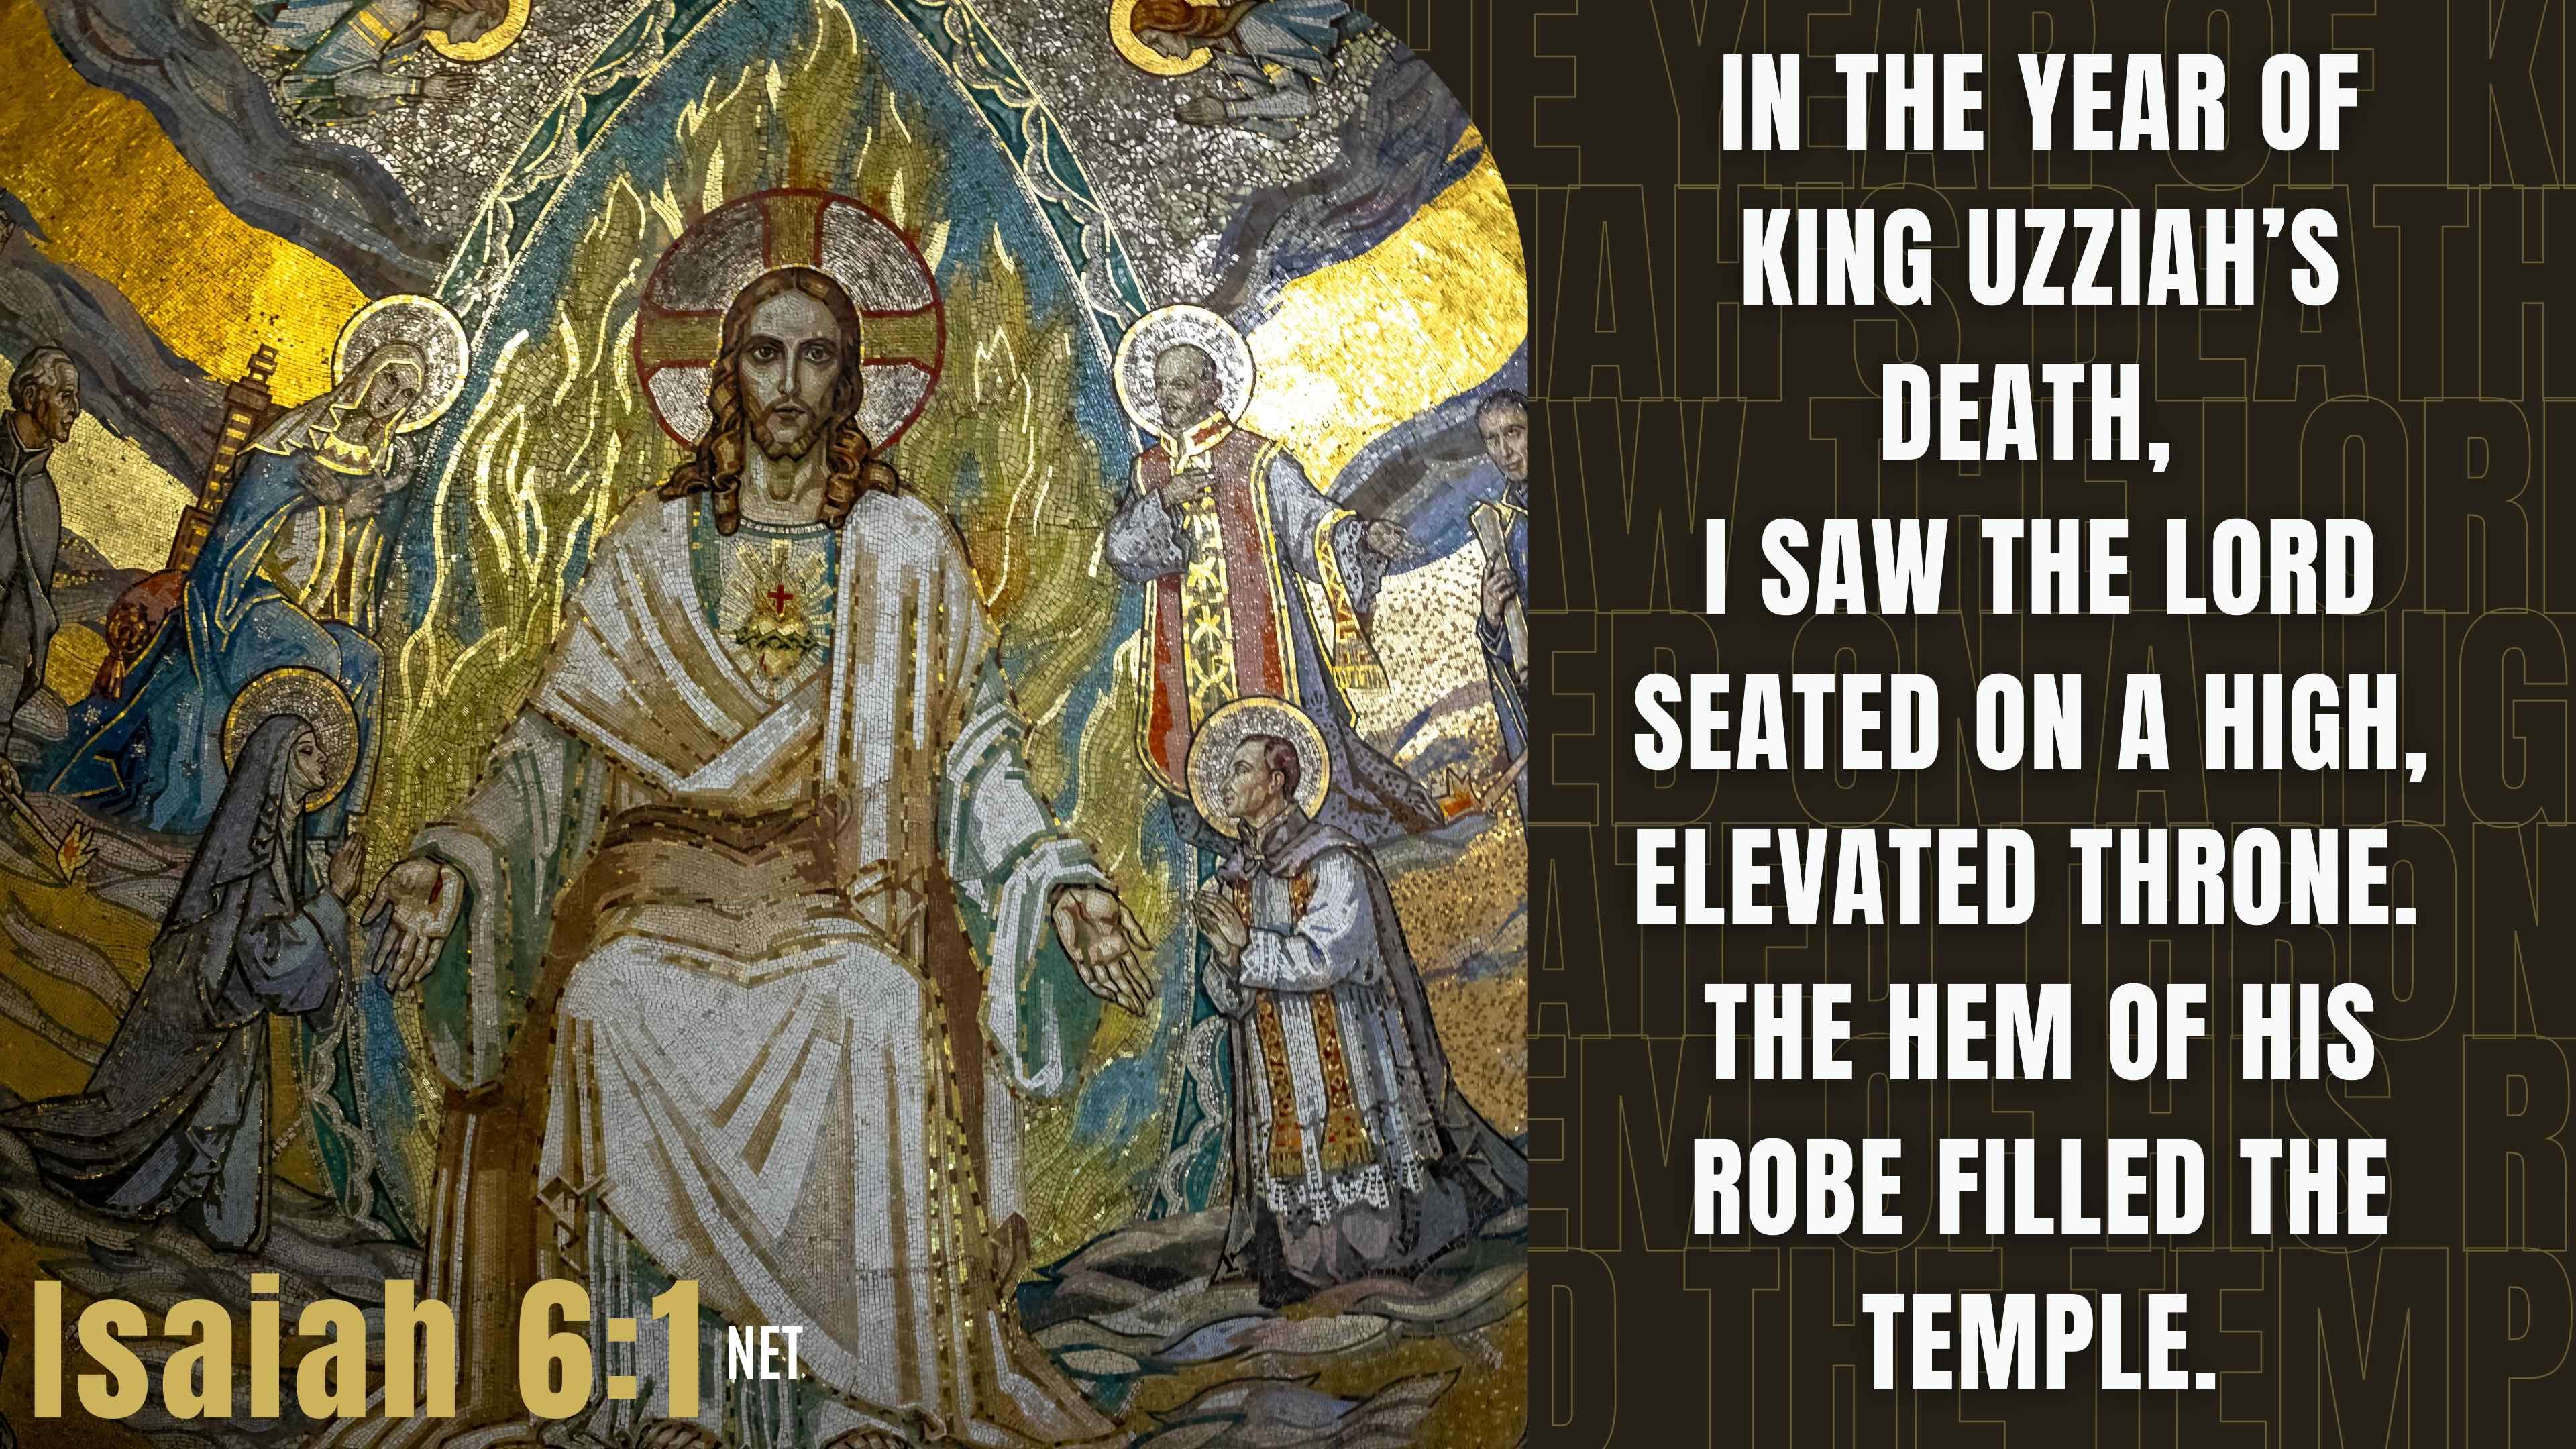 IN THE YEAR OF
KING UZZIAH’S
DEATH,
I SAW THE LORD
SEATED ON A HIGH,
ELEVATED THRONE.
THE HEM OF HIS
ROBE FILLED THE
TEMPLE.
Isaiah 6:1 NET